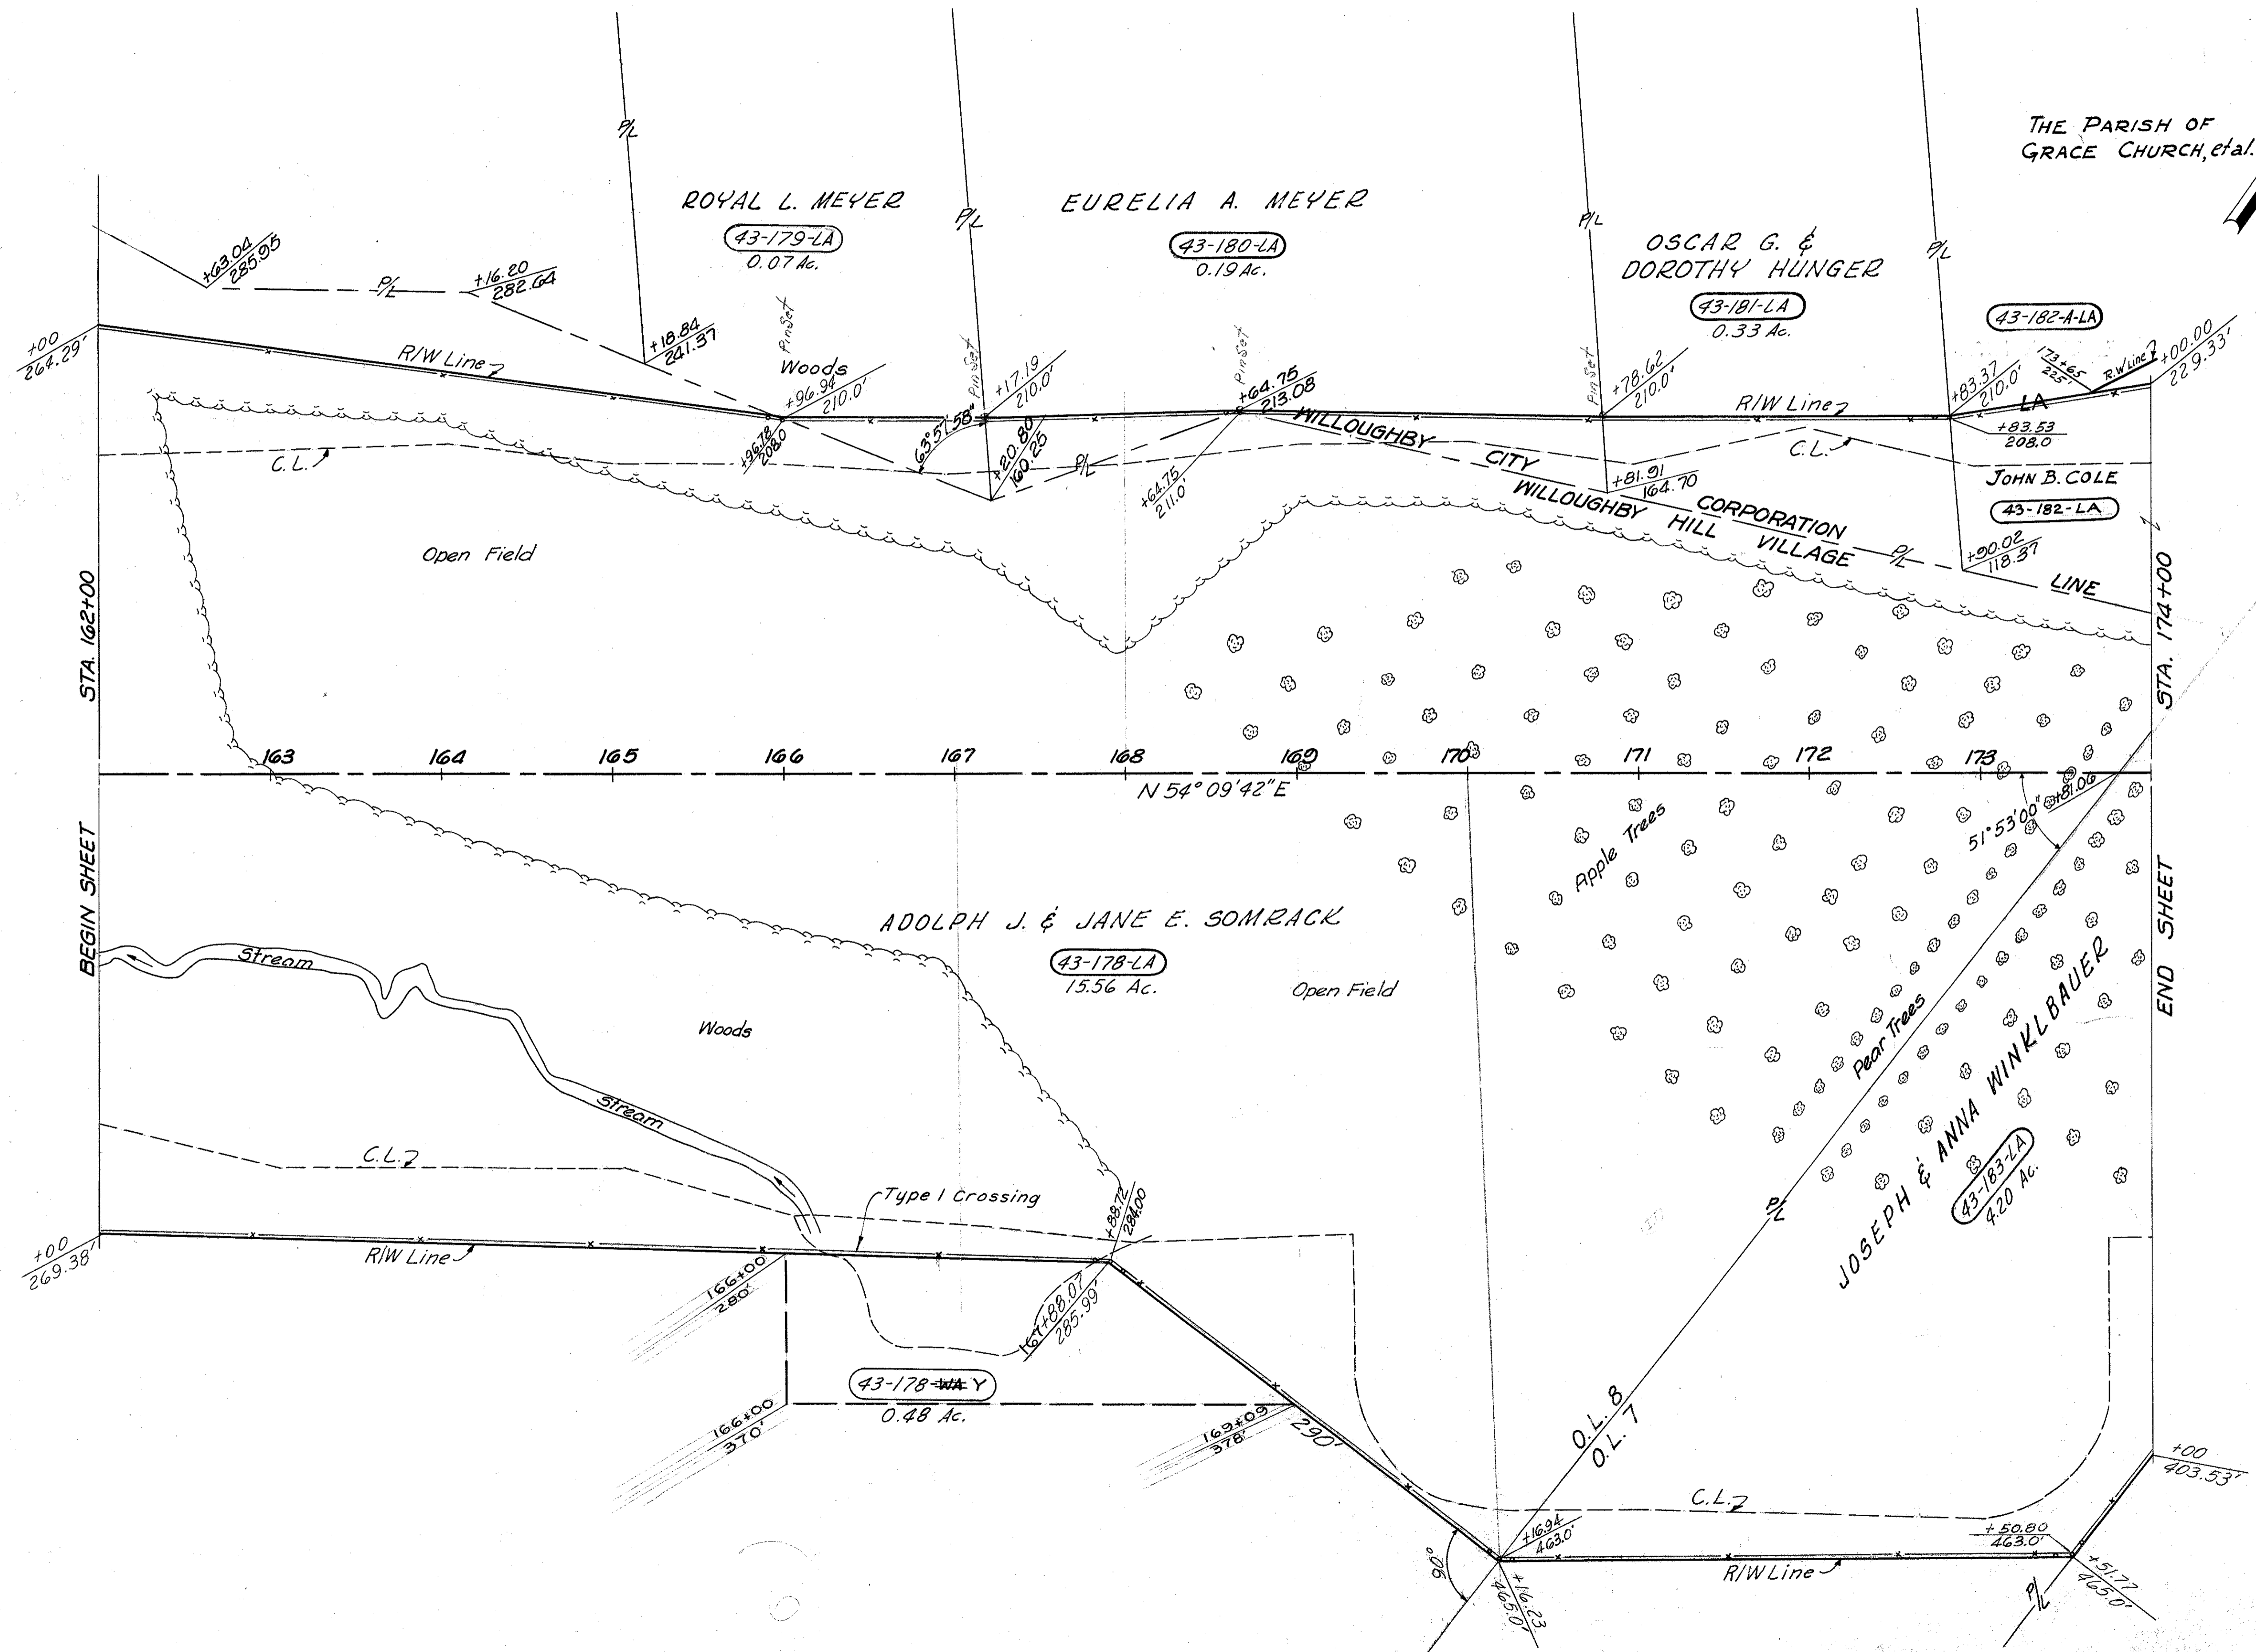 THE PARISH OF
GRACE CHURCH, et al.
P/L
ROYAL L. MEYER
43-179-LA
0.07 Ac.
P/L
EURELIA A. MEYER
43-180-LA
0.19 Ac.
P/L
OSCAR G. &
DOROTHY HUNGER
43-181-LA
0.33 Ac.
P/L
43-182-A-LA
+63.04
285.95
P/L
+16.20
282.64
+18.84
241.37
+00
264.29'
R/W Line
Pin Set
Woods
+96.94
210.0'
+96.78
208.0
63°57'58"
Pin Set
+17.19
210.0'
+20.80
160.25
P/L
Pin Set
+64.75
213.08
+64.75
211.0'
Pin Set
+78.62
210.0'
R/W Line
+83.37
210.0'
173+65
225'
R.W Line
+00.00
229.33'
LA
+83.53
208.0
C.L.
C.L.
WILLOUGHBY CITY CORPORATION
WILLOUGHBY HILL VILLAGE LINE
+81.91
164.70
P/L
+90.02
118.37
JOHN B. COLE
43-182-LA
Open Field
STA. 162+00
STA. 174+00
163 164 165 166 167 168 169 170 171 172 173
N 54° 09' 42" E
+81.06
51°53'00"
BEGIN SHEET
END SHEET
Apple Trees
ADOLPH J. & JANE E. SOMRACK
43-178-LA
15.56 Ac.
Open Field
Stream
Woods
Pear Trees
Stream
C.L.
Type 1 Crossing
+88.72
284.00
P/L
JOSEPH & ANNA WINKLBAUER
43-183-LA
4.20 Ac.
+00
269.38'
R/W Line
166+00
280'
167+88.07
285.99'
43-178-WA Y
0.48 Ac.
166+00
370'
169+09
378'
290'
O.L. 8
O.L. 7
+00
403.53'
C.L.
+16.94
463.0'
+50.80
463.0'
90°
+16.23
465.0'
R/W Line
+51.77
465.0'
P/L